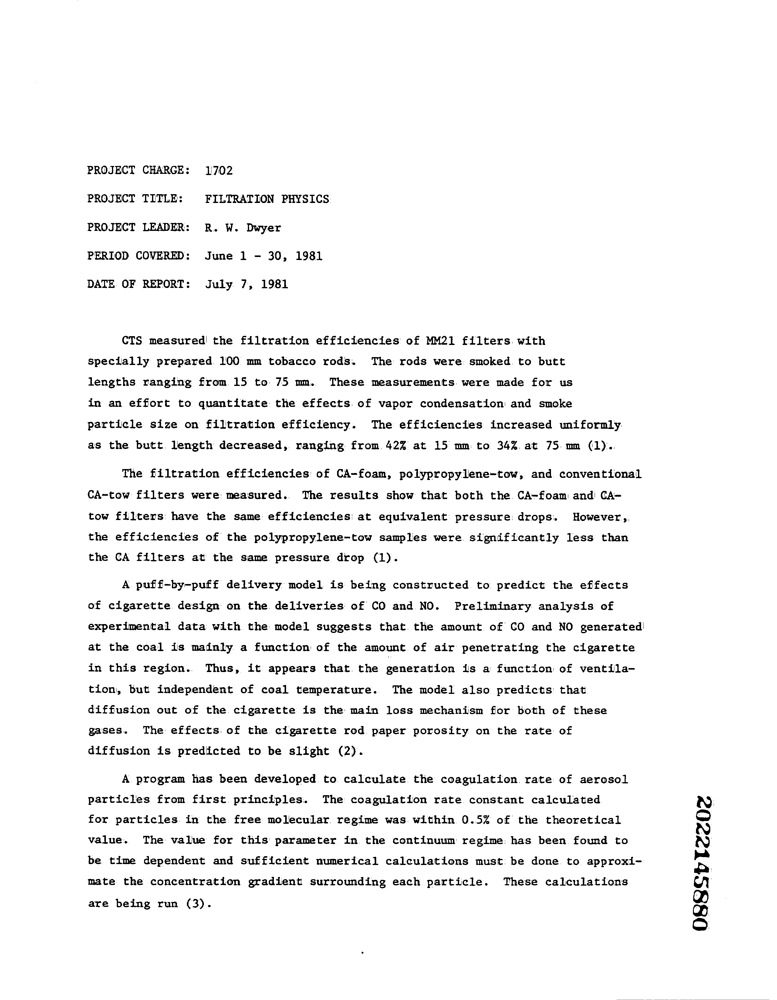 PROJECT CHARGE: 1702
PROJECT TITLE: FILTRATION PHYSICS
PROJECT LEADER: R. W. Dwyer
PERIOD COVERED: June 1 - 30, 1981
DATE OF REPORT: July 7, 1981
CTS measured the filtration efficiencies of MM21 filters with
specially prepared 100 mm tobacco rods. The rods were smoked to butt
lengths ranging from 15 to 75 mm. These measurements were made for us
in an effort to quantitate the effects of vapor condensation and smoke
particle size on filtration efficiency. The efficiencies increased uniformly
as the butt length decreased, ranging from 42% at 15 mm to 34% at 75 mm (1).
The filtration efficiencies of CA-foam, polypropylene-tow, and conventional
CA-tow filters were measured. The results show that both the CA-foam and CA-
tow filters have the same efficiencies at equivalent pressure drops. However,
the efficiencies of the polypropylene-tow samples were significantly less than
the CA filters at the same pressure drop (1).
A puff-by-puff delivery model is being constructed to predict the effects
of cigarette design on the deliveries of CO and NO. Preliminary analysis of
experimental data with the model suggests that the amount of CO and NO generated
at the coal is mainly a function of the amount of air penetrating the cigarette
in this region. Thus, it appears that the generation is a function of ventila-
tion, but independent of coal temperature. The model also predicts that
diffusion out of the cigarette is the main loss mechanism for both of these
gases. The effects of the cigarette rod paper porosity on the rate of
diffusion is predicted to be slight (2).
A program has been developed to calculate the coagulation rate of aerosol
particles from first principles. The coagulation rate constant calculated
for particles in the free molecular regime was within 0.5% of the theoretical
value. The value for this parameter in the continuum regime has been found to
be time dependent and sufficient numerical calculations must be done to approxi-
mate the concentration gradient surrounding each particle. These calculations
are being run (3).
2022145880